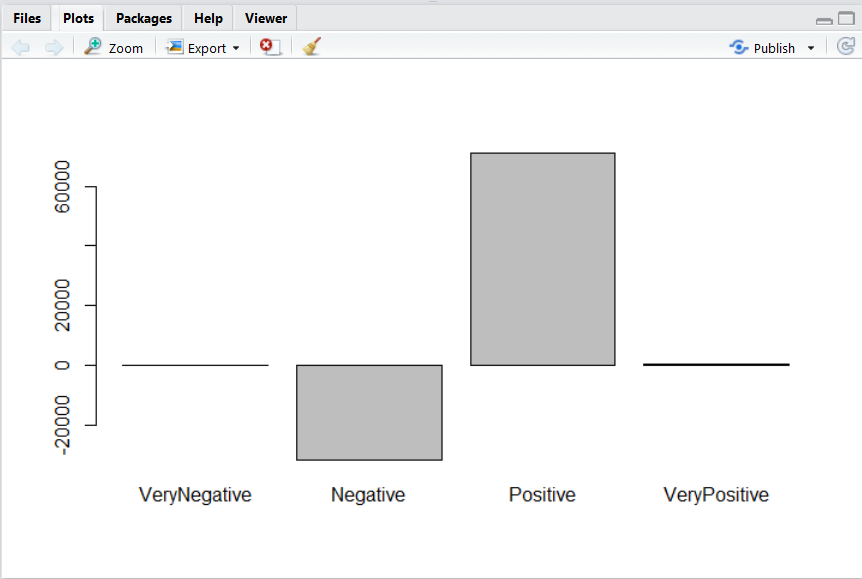 Files Plots Packages Help Viewer
Zoom Export Publish
60000
20000
0
-20000
VeryNegative Negative Positive VeryPositive